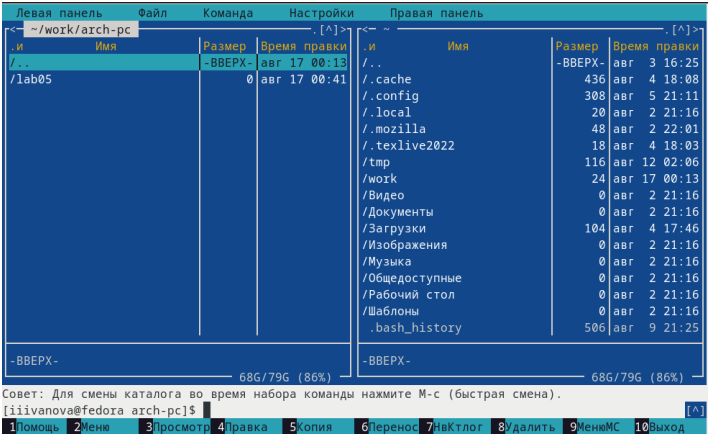 Левая панель Файл Команда Настройки Правая панель
<- ~/work/arch-pc .[^]>
.и Имя Размер Время правки
/.. -ВВЕРХ- авг 17 00:13
/lab05 0 авг 17 00:41
-ВВЕРХ-
68G/79G (86%)
<- ~ .[^]>
.и Имя Размер Время правки
/.. -ВВЕРХ- авг 3 16:25
/.cache 436 авг 4 18:08
/.config 308 авг 5 21:11
/.local 20 авг 2 21:16
/.mozilla 48 авг 2 22:01
/.texlive2022 18 авг 4 18:03
/tmp 116 авг 12 02:06
/work 24 авг 17 00:13
/Видео 0 авг 2 21:16
/Документы 0 авг 2 21:16
/Загрузки 104 авг 4 17:46
/Изображения 0 авг 2 21:16
/Музыка 0 авг 2 21:16
/Общедоступные 0 авг 2 21:16
/Рабочий стол 0 авг 2 21:16
/Шаблоны 0 авг 2 21:16
.bash_history 506 авг 9 21:25
-ВВЕРХ-
68G/79G (86%)
Совет: Для смены каталога во время набора команды нажмите M-c (быстрая смена).
[iiivanova@fedora arch-pc]$ [^]
1Помощь 2Меню 3Просмотр 4Правка 5Копия 6Перенос 7НвКтлог 8Удалить 9МенюMC 10Выход